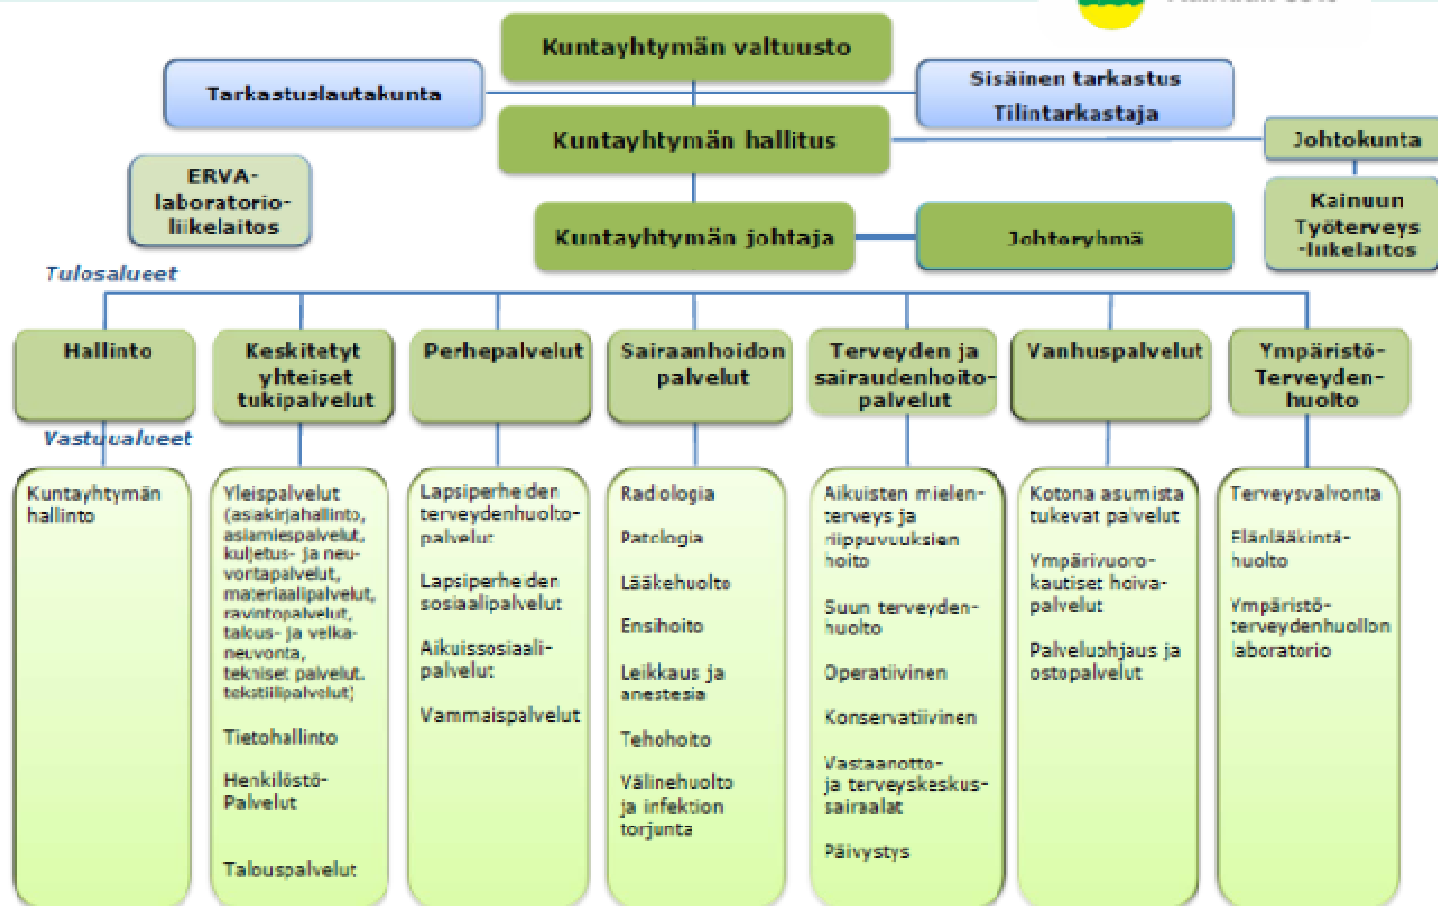 Kuntayhtymän valtuusto
Tarkastuslautakunta
Sisäinen tarkastus
Tilintarkastaja
Kuntayhtymän hallitus
Johtokunta
ERVA-
laboratorio-
liikelaitos
Kainuun
Työterveys
-liikelaitos
Kuntayhtymän johtaja
Johtoryhmä
Tulosalueet
Hallinto
Keskitetyt
yhteiset
tukipalvelut
Perhepalvelut
Sairaanhoidon
palvelut
Terveyden ja
sairaudenhoito-
palvelut
Vanhuspalvelut
Ympäristö-
Terveyden-
huolto
Vastuualueet
Kuntayhtymän
hallinto
Yleispalvelut
(asiakirjahallinto,
asiamiespalvelut,
kuljetus- ja neu-
vontapalvelut,
materiaalipalvelut,
ravintopalvelut,
talous- ja velka-
neuvonta,
tekniset palvelut,
tekstiilipalvelut)
Tietohallinto
Henkilöstö-
Palvelut
Talouspalvelut
Lapsiperheiden
terveydenhuolto-
palvelut
Lapsiperheiden
sosiaalipalvelut
Aikuissosiaali-
palvelut
Vammaispalvelut
Radiologia
Patologia
Lääkehuolto
Ensihoito
Leikkaus ja
anestesia
Tehohoito
Välinehuolto
ja infektion
torjunta
Aikuisten mielen-
terveys ja
riippuvuuksien
hoito
Suun terveyden-
huolto
Operatiivinen
Konservatiivinen
Vastaanotto-
ja terveyskeskus-
sairaalat
Päivystys
Kotona asumista
tukevat palvelut
Ympärivuoro-
kautiset hoiva-
palvelut
Palveluohjaus ja
ostopalvelut
Terveysvalvonta
Eläinlääkintä-
huolto
Ympäristö-
terveydenhuollon
laboratorio